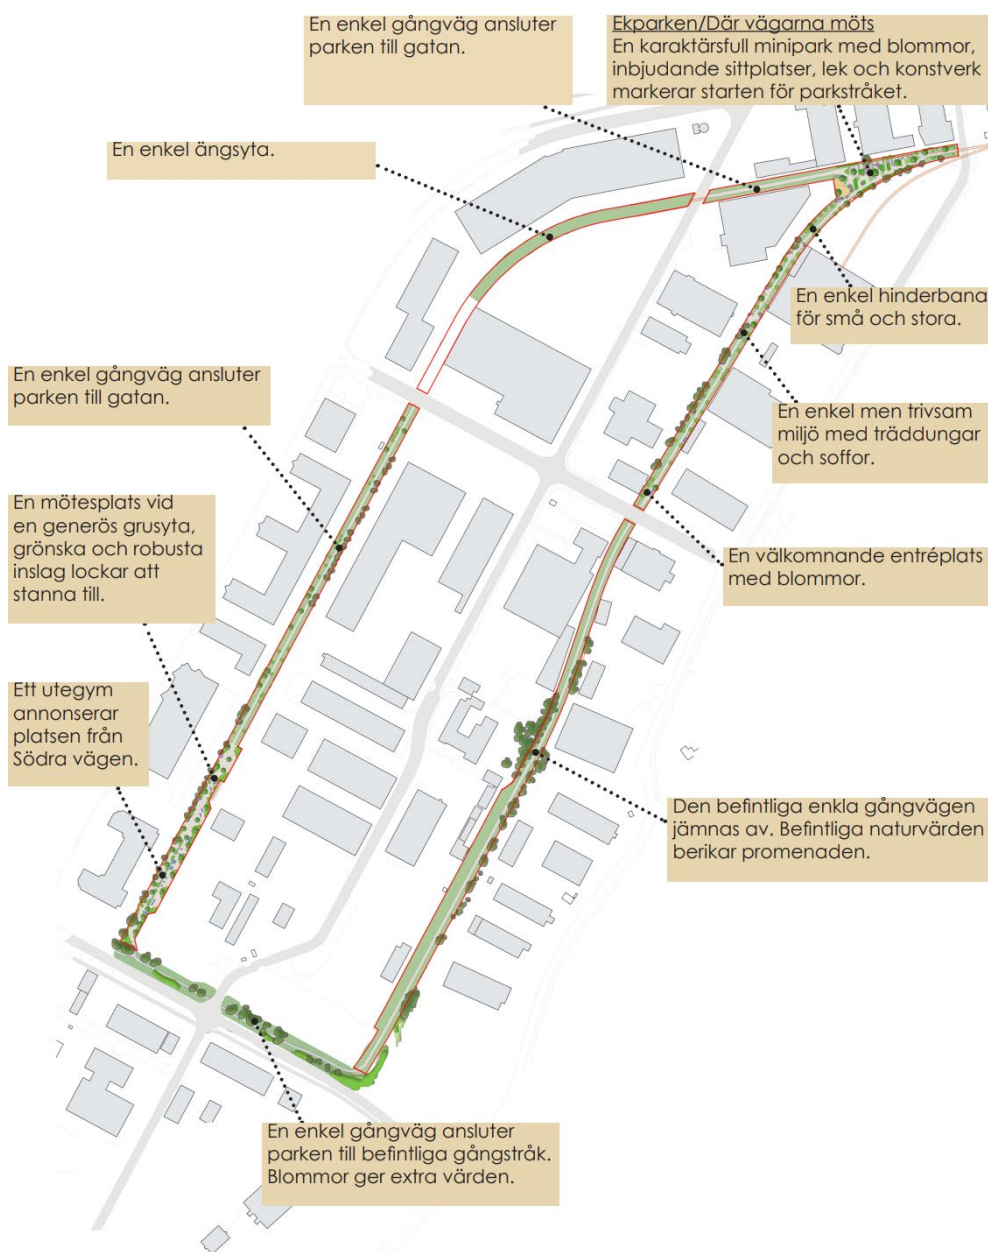 En enkel gångväg ansluter
parken till gatan.
Ekparken/Där vägarna möts
En karaktärsfull minipark med blommor,
inbjudande sittplatser, lek och konstverk
markerar starten för parkstråket.
En enkel ängsyta.
En enkel hinderbana
för små och stora.
En enkel gångväg ansluter
parken till gatan.
En enkel men trivsam
miljö med träddungar
och soffor.
En mötesplats vid
en generös grusyta,
grönska och robusta
inslag lockar att
stanna till.
En välkomnande entréplats
med blommor.
Ett utegym
annonserar
platsen från
Södra vägen.
Den befintliga enkla gångvägen
jämnas av. Befintliga naturvärden
berikar promenaden.
En enkel gångväg ansluter
parken till befintliga gångstråk.
Blommor ger extra värden.